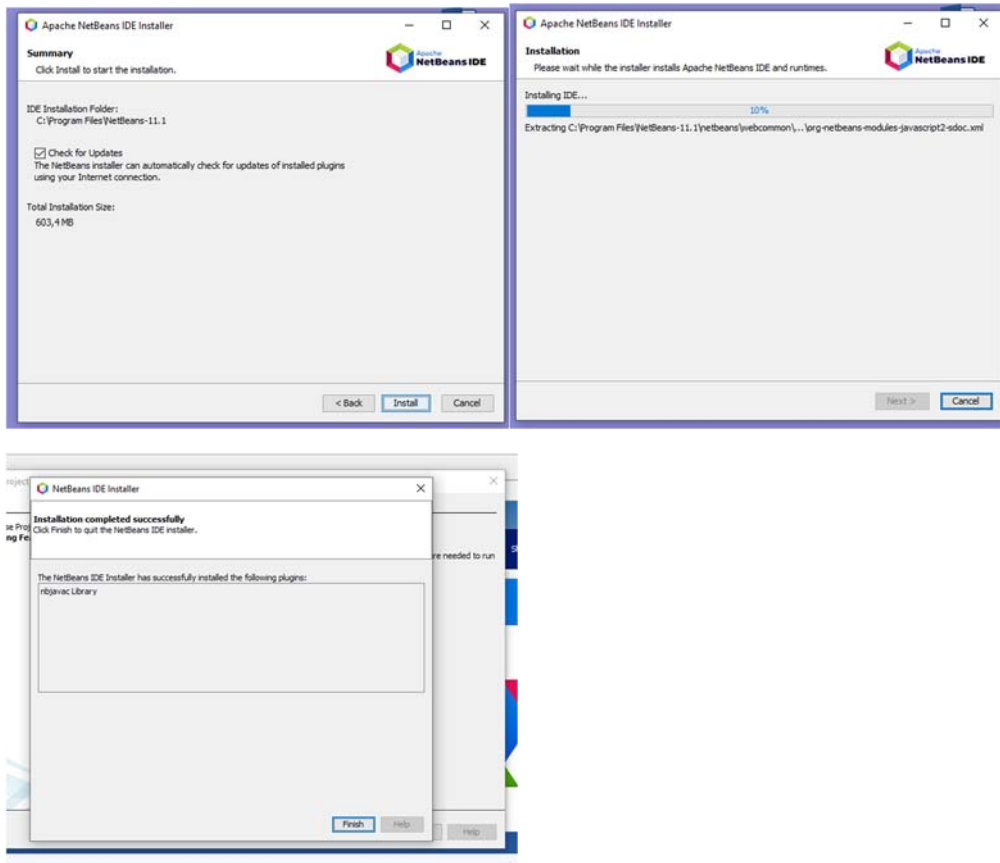 Apache NetBeans IDE Installer
Summary
Click Install to start the installation.
Apache
NetBeans IDE
IDE Installation Folder:
C:\Program Files\NetBeans-11.1
Check for Updates
The NetBeans installer can automatically check for updates of installed plugins
using your Internet connection.
Total Installation Size:
603,4 MB
< Back Install Cancel
Apache NetBeans IDE Installer
Installation
Please wait while the installer installs Apache NetBeans IDE and runtimes.
Apache
NetBeans IDE
Installing IDE...
10%
Extracting C:\Program Files\NetBeans-11.1\netbeans\webcommon\...\org-netbeans-modules-javascript2-sdoc.xml
Next > Cancel
NetBeans IDE Installer
Installation completed successfully
Click Finish to quit the NetBeans IDE installer.
re needed to run
The NetBeans IDE Installer has successfully installed the following plugins:
nbjavac Library
Finish Help
Help